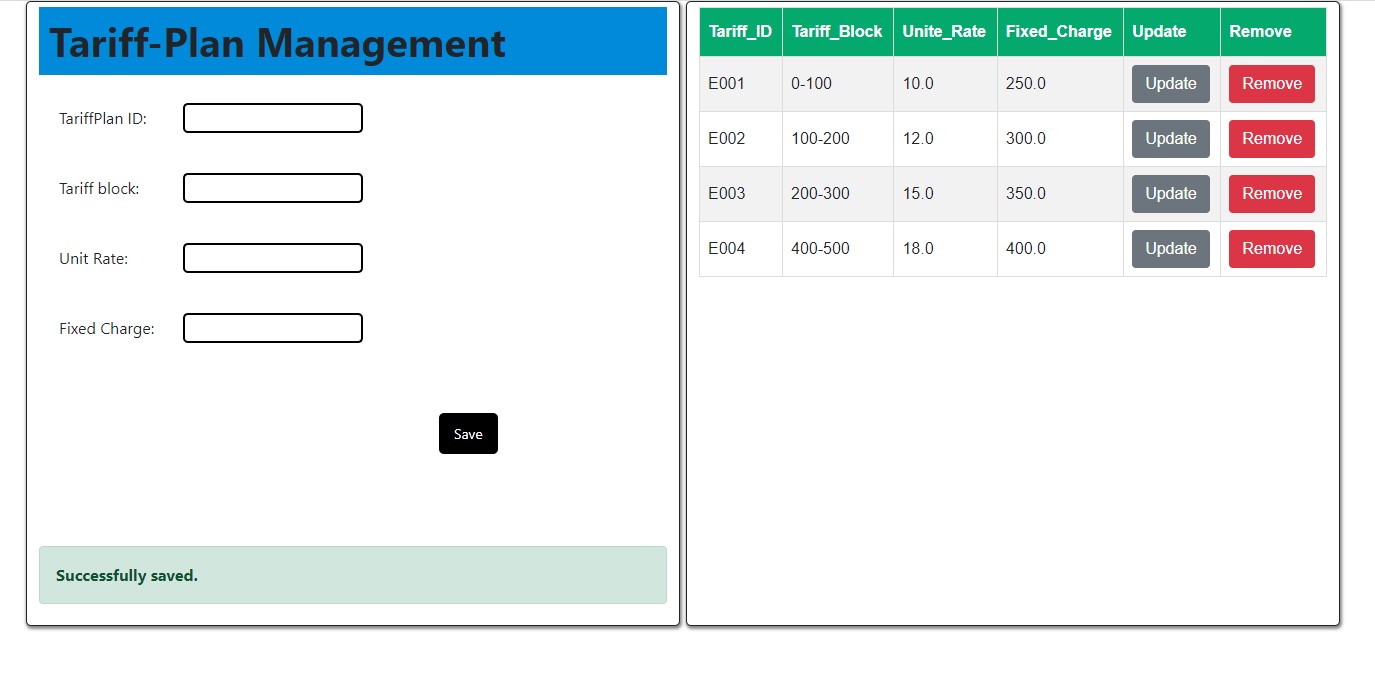 Tariff-Plan Management
TariffPlan ID:
Tariff block:
Unit Rate:
Fixed Charge:
Save
Successfully saved.
Tariff_ID Tariff_Block Unite_Rate Fixed_Charge Update Remove
E001 0-100 10.0 250.0 Update Remove
E002 100-200 12.0 300.0 Update Remove
E003 200-300 15.0 350.0 Update Remove
E004 400-500 18.0 400.0 Update Remove